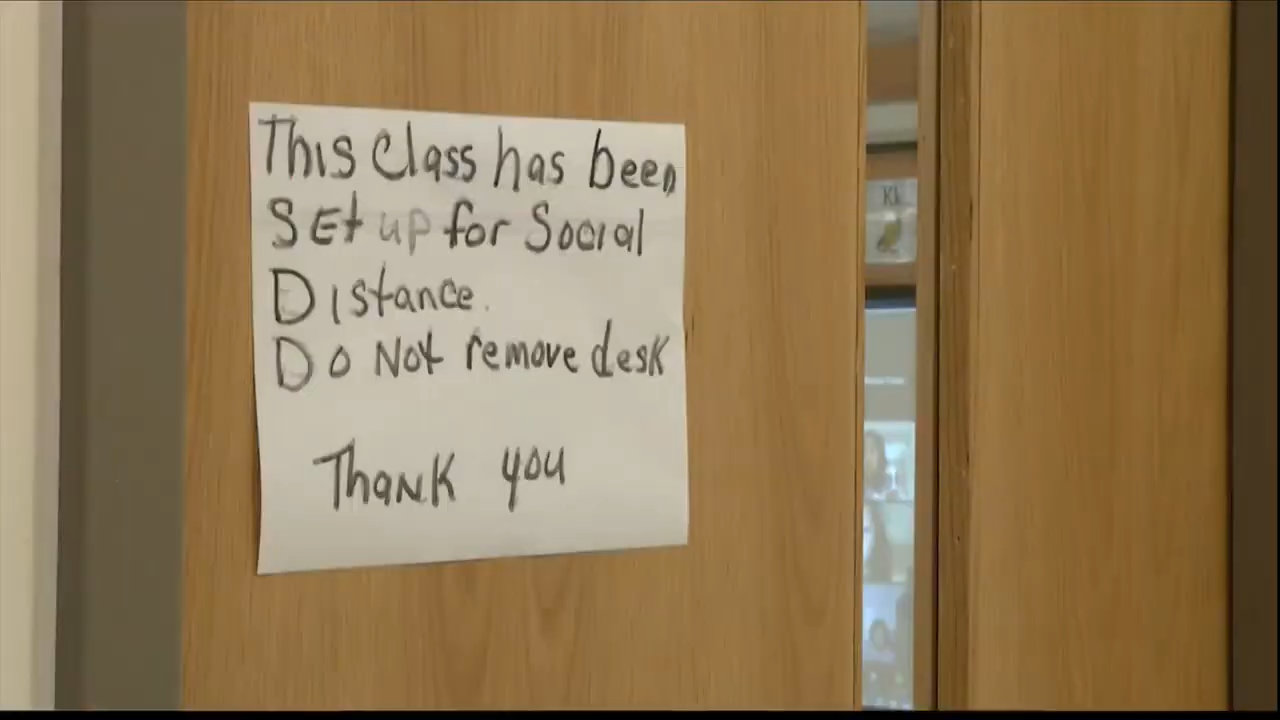 This Class has been
SEt up for Social
Distance.
Do Not remove desk
Thank you